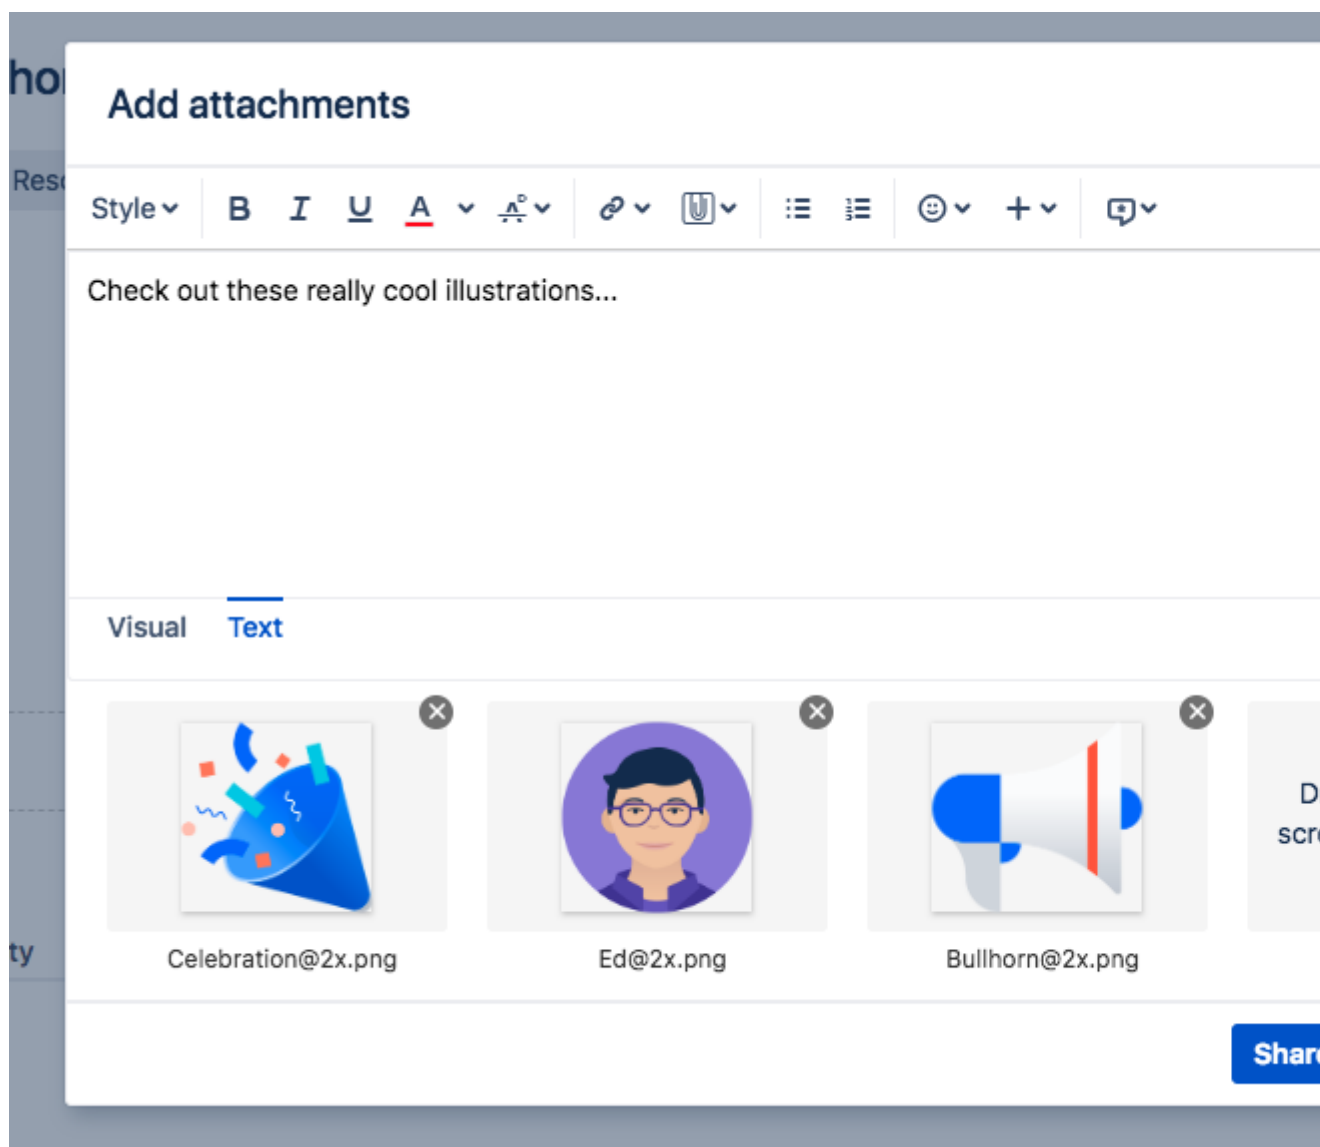 Add attachments
Style B I U A
Check out these really cool illustrations...
Visual Text
Celebration@2x.png Ed@2x.png Bullhorn@2x.png